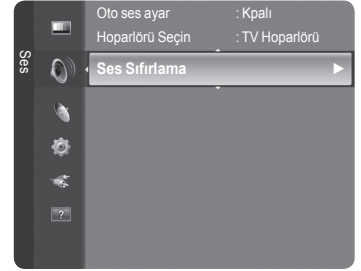 Ses
Oto ses ayar : Kpalı
Hoparlörü Seçin : TV Hoparlörü
Ses Sıfırlama
?